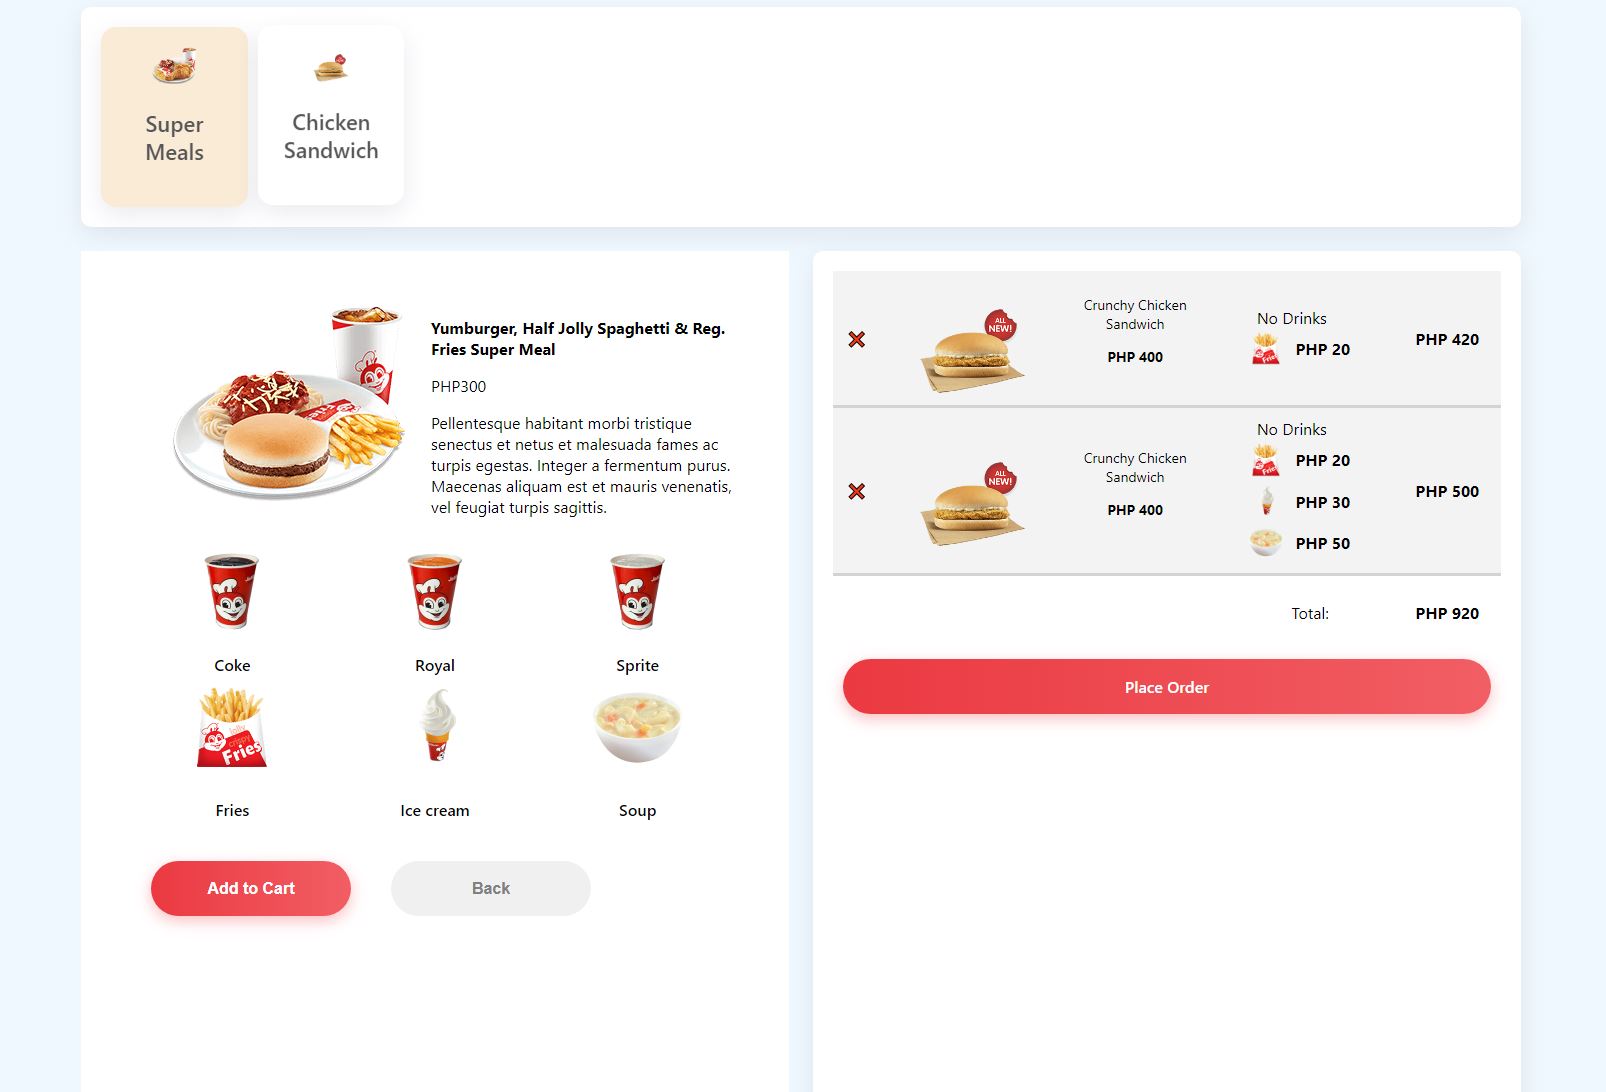 Super
Meals
Chicken
Sandwich
Yumburger, Half Jolly Spaghetti & Reg.
Fries Super Meal
PHP300
Pellentesque habitant morbi tristique
senectus et netus et malesuada fames ac
turpis egestas. Integer a fermentum purus.
Maecenas aliquam est et mauris venenatis,
vel feugiat turpis sagittis.
Coke
Royal
Sprite
jolly
crispy
Fries
Fries
Ice cream
Soup
Add to Cart
Back
Crunchy Chicken
Sandwich
PHP 400
ALL
NEW!
No Drinks
PHP 20
PHP 420
Crunchy Chicken
Sandwich
PHP 400
ALL
NEW!
No Drinks
PHP 20
PHP 30
PHP 50
PHP 500
Total:
PHP 920
Place Order